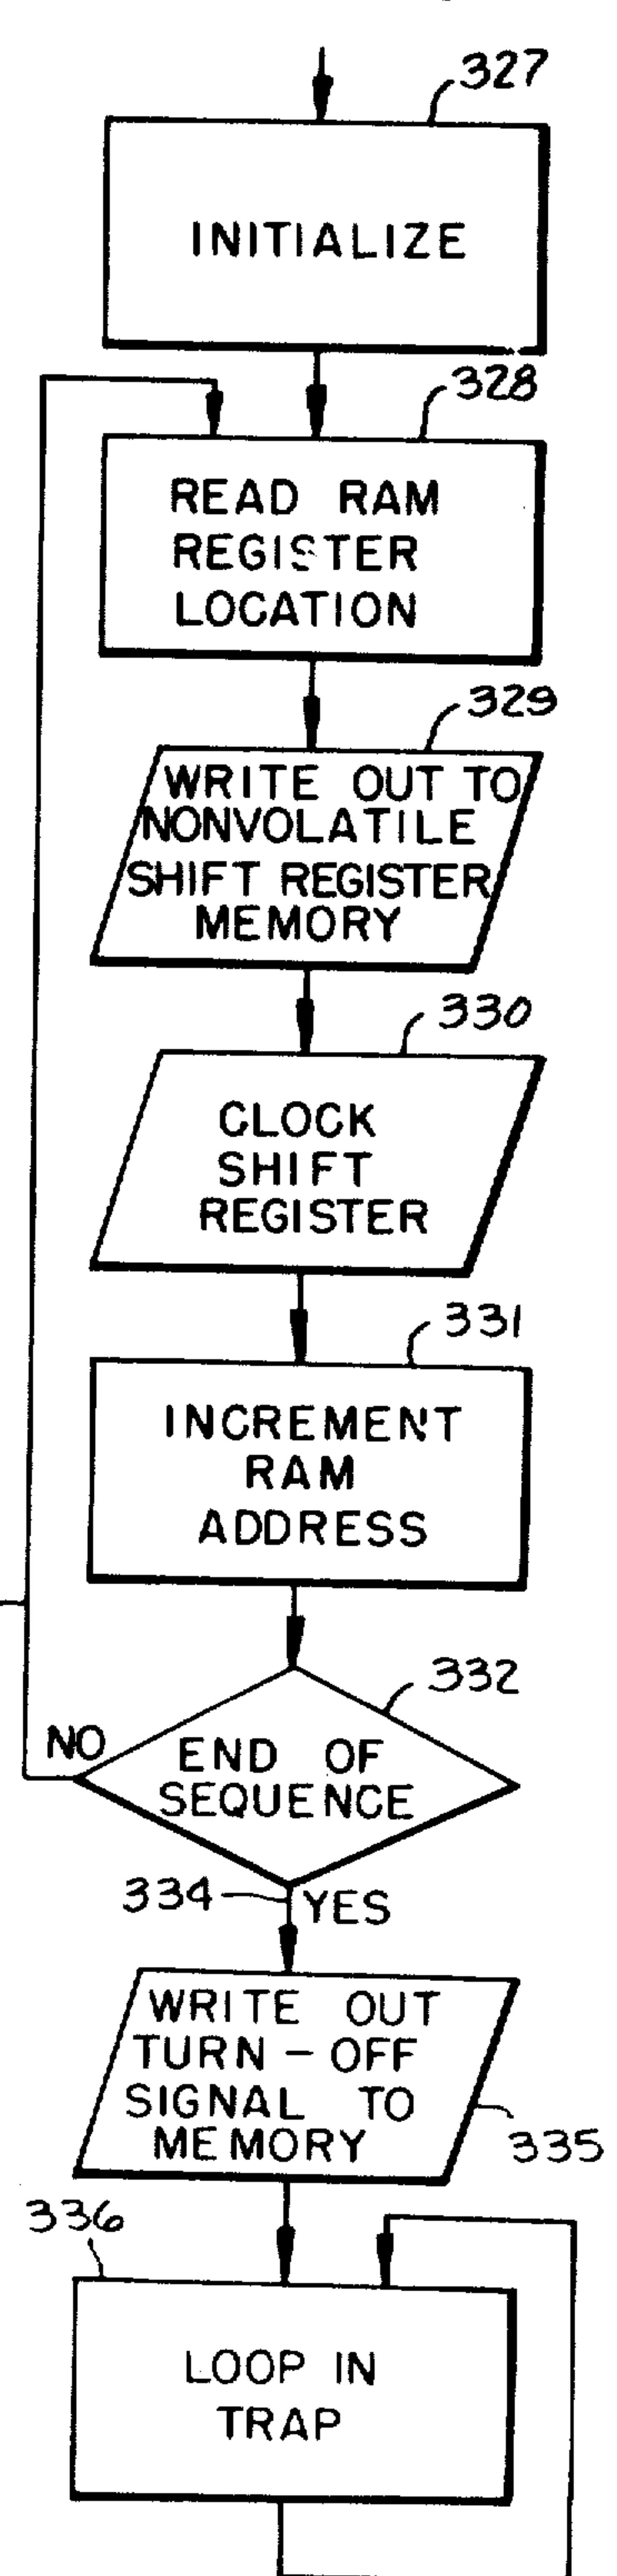 327
INITIALIZE
328
READ RAM
REGISTER
LOCATION
329
WRITE OUT TO
NONVOLATILE
SHIFT REGISTER
MEMORY
330
CLOCK
SHIFT
REGISTER
331
INCREMENT
RAM
ADDRESS
332
NO
END OF
SEQUENCE
334
YES
WRITE OUT
TURN-OFF
SIGNAL TO
MEMORY
335
336
LOOP IN
TRAP